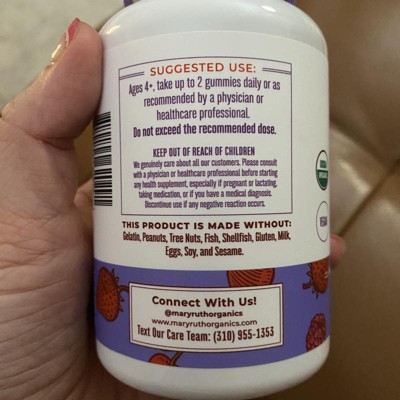 SUGGESTED USE:
Ages 4+, take up to 2 gummies daily or as
recommended by a physician or
healthcare professional.
Do not exceed the recommended dose.
KEEP OUT OF REACH OF CHILDREN
We genuinely care about all our customers. Please consult
with a physician or healthcare professional before starting
any health supplement, especially if pregnant or lactating,
taking medication, or if you have a medical diagnosis.
Discontinue use if any negative reaction occurs.
THIS PRODUCT IS MADE WITHOUT:
Gelatin, Peanuts, Tree Nuts, Fish, Shellfish, Gluten, Milk,
Eggs, Soy, and Sesame.
Connect With Us!
@maryruthorganics
www.maryruthorganics.com
Text Our Care Team: (310) 955-1353
VEGAN